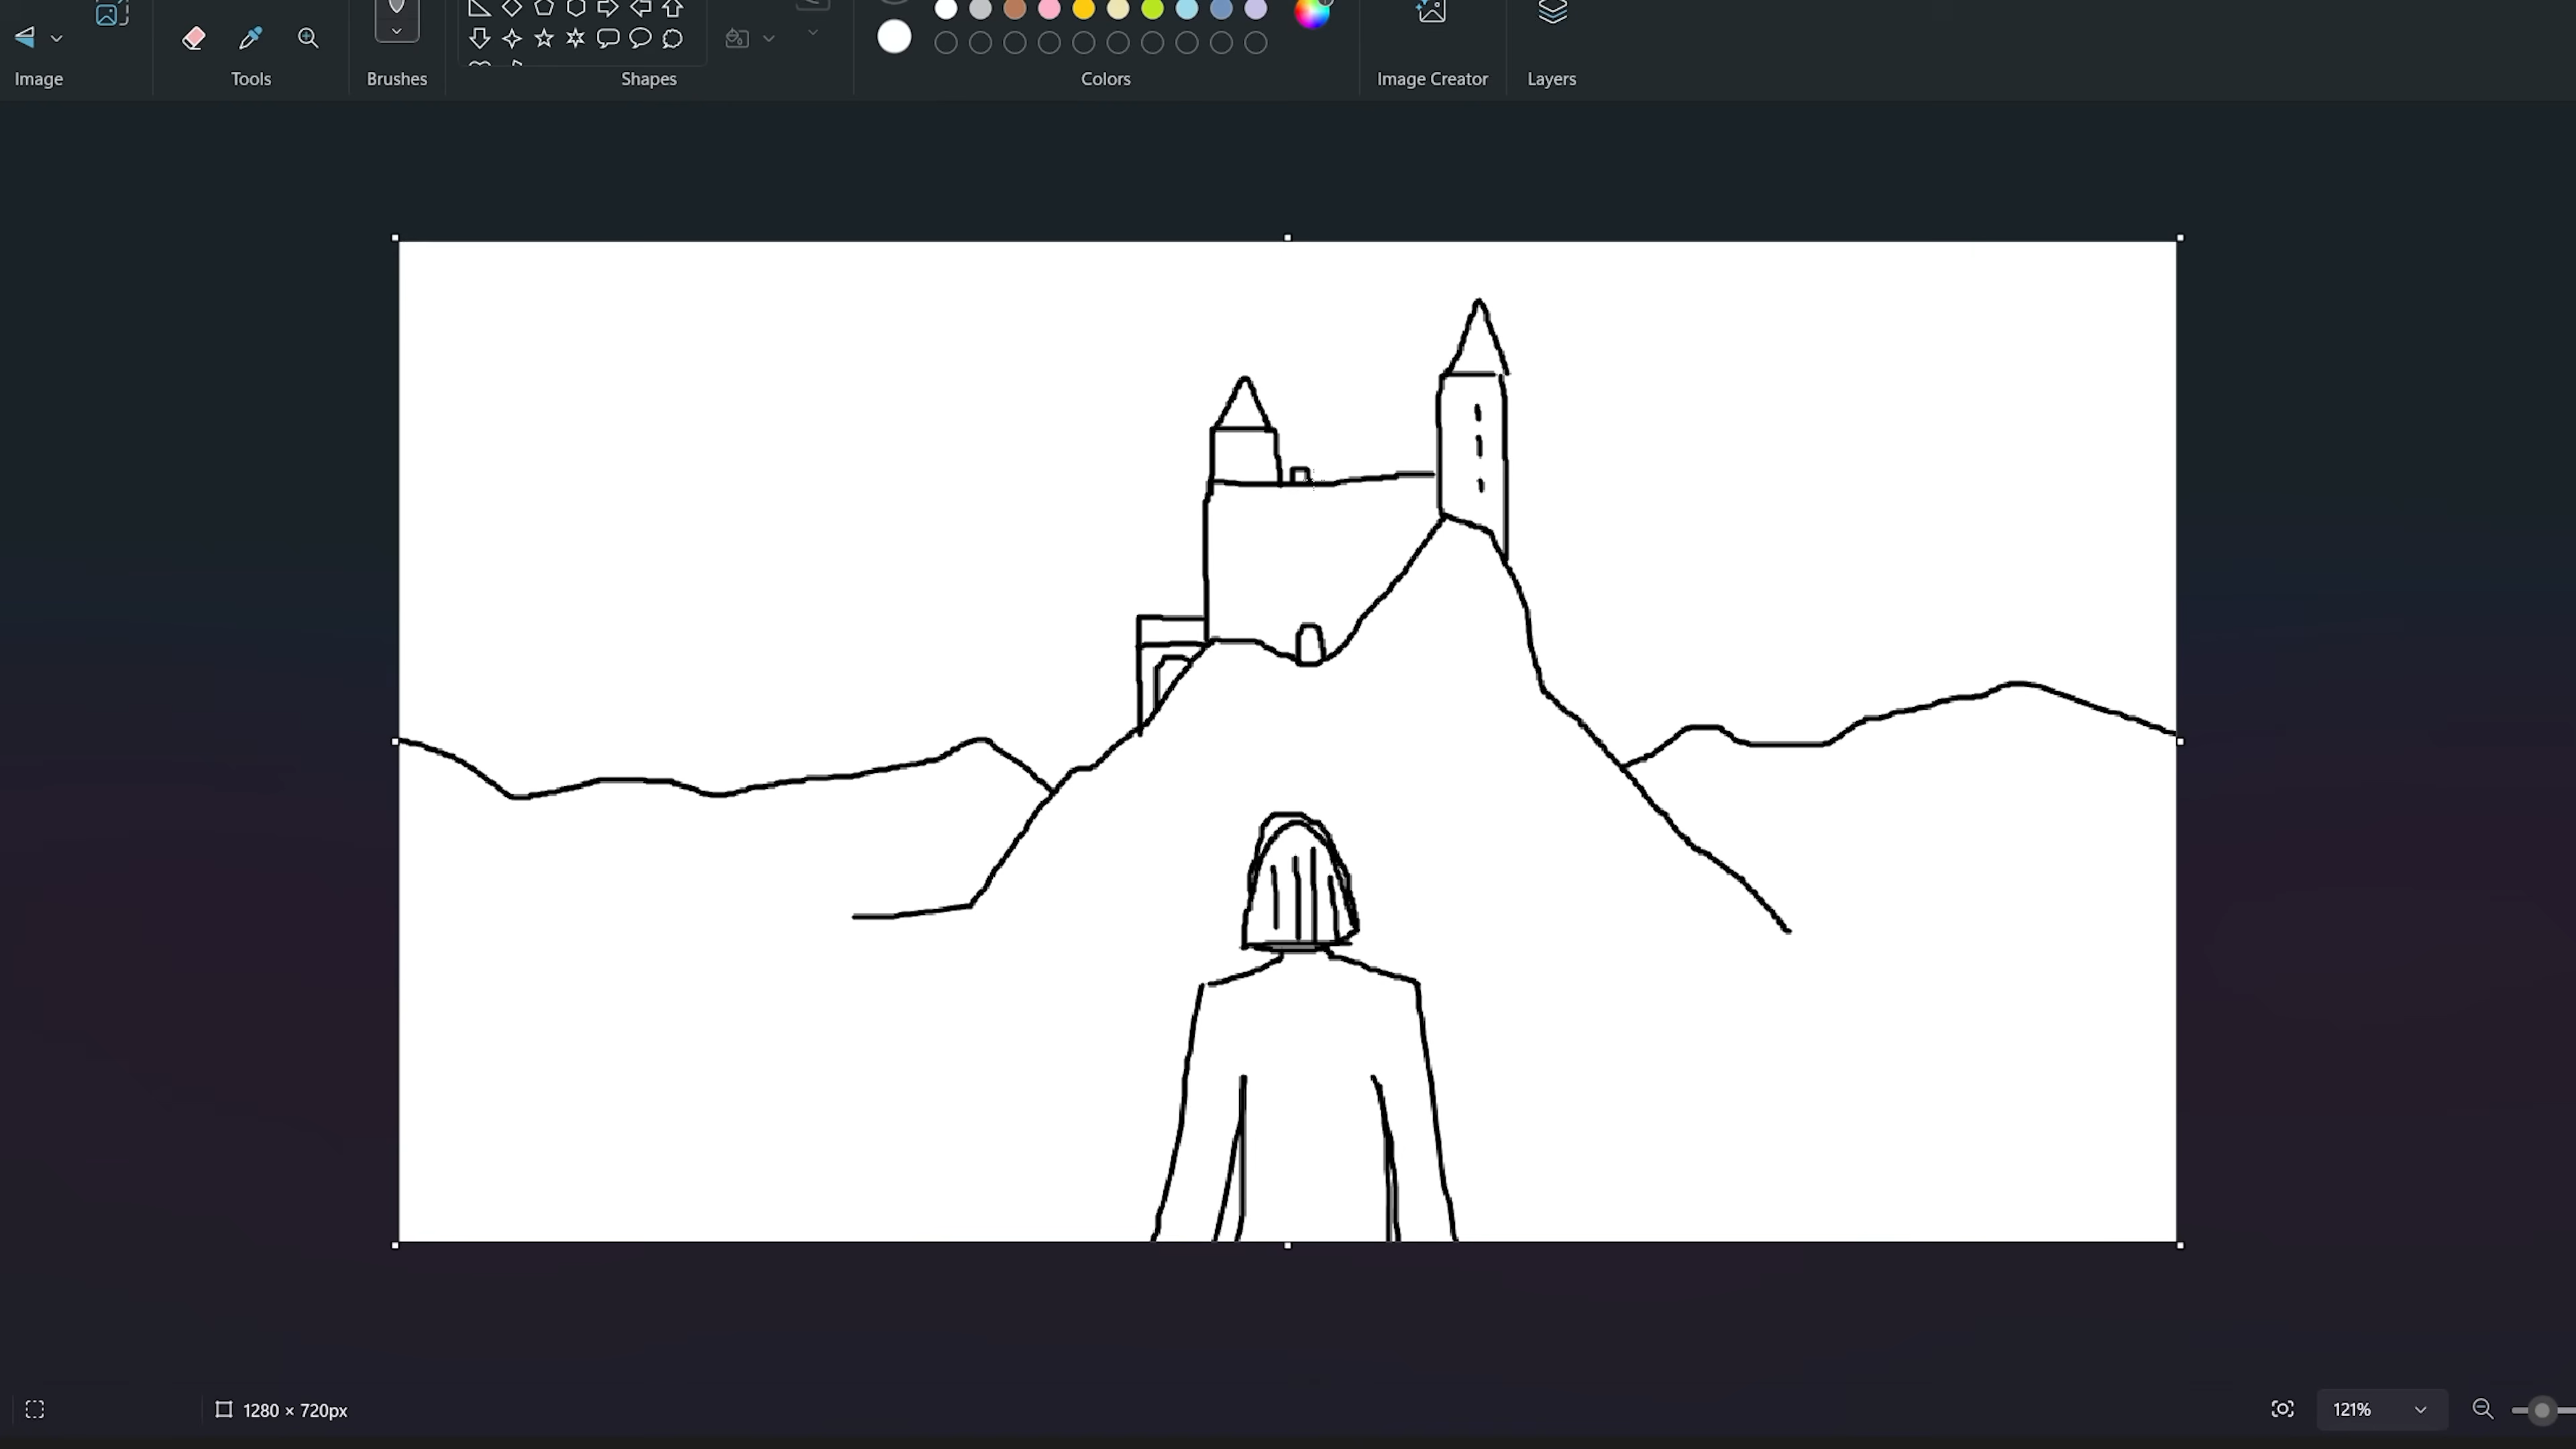 Image
Tools
Brushes
Shapes
Colors
Image Creator
Layers
1280 × 720px
121%